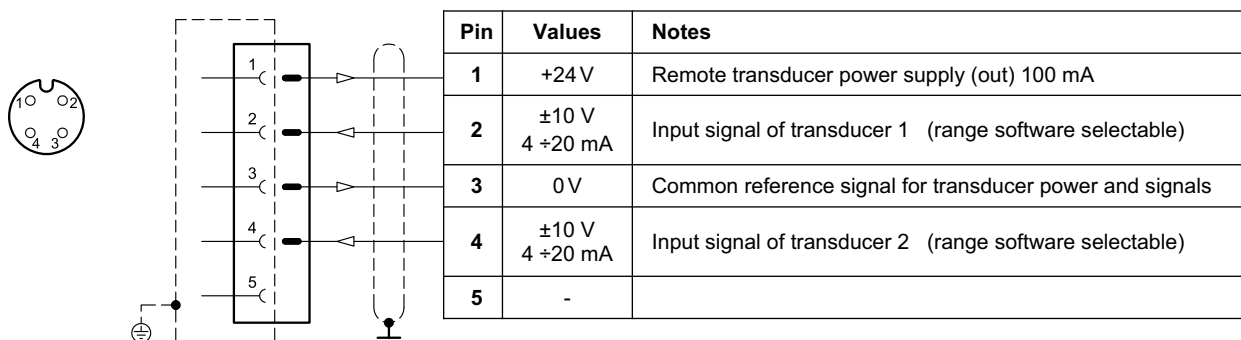 Pin Values Notes
1 +24 V Remote transducer power supply (out) 100 mA
2 ±10 V 4 ÷20 mA Input signal of transducer 1 (range software selectable)
3 0 V Common reference signal for transducer power and signals
4 ±10 V 4 ÷20 mA Input signal of transducer 2 (range software selectable)
5 -
1
2
3
4
5
1 2
4 3